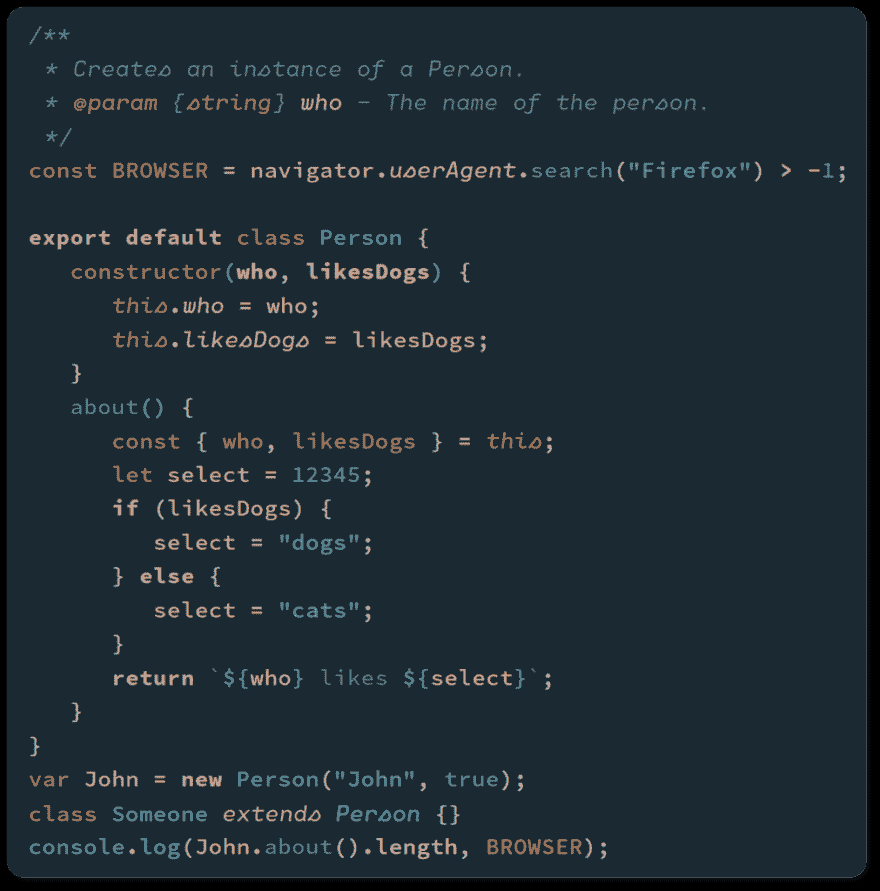 /**
 * Creates an instance of a Person.
 * @param {string} who - The name of the person.
 */
const BROWSER = navigator.userAgent.search("Firefox") > -1;

export default class Person {
   constructor(who, likesDogs) {
      this.who = who;
      this.likesDogs = likesDogs;
   }
   about() {
      const { who, likesDogs } = this;
      let select = 12345;
      if (likesDogs) {
         select = "dogs";
      } else {
         select = "cats";
      }
      return `${who} likes ${select}`;
   }
}
var John = new Person("John", true);
class Someone extends Person {}
console.log(John.about().length, BROWSER);